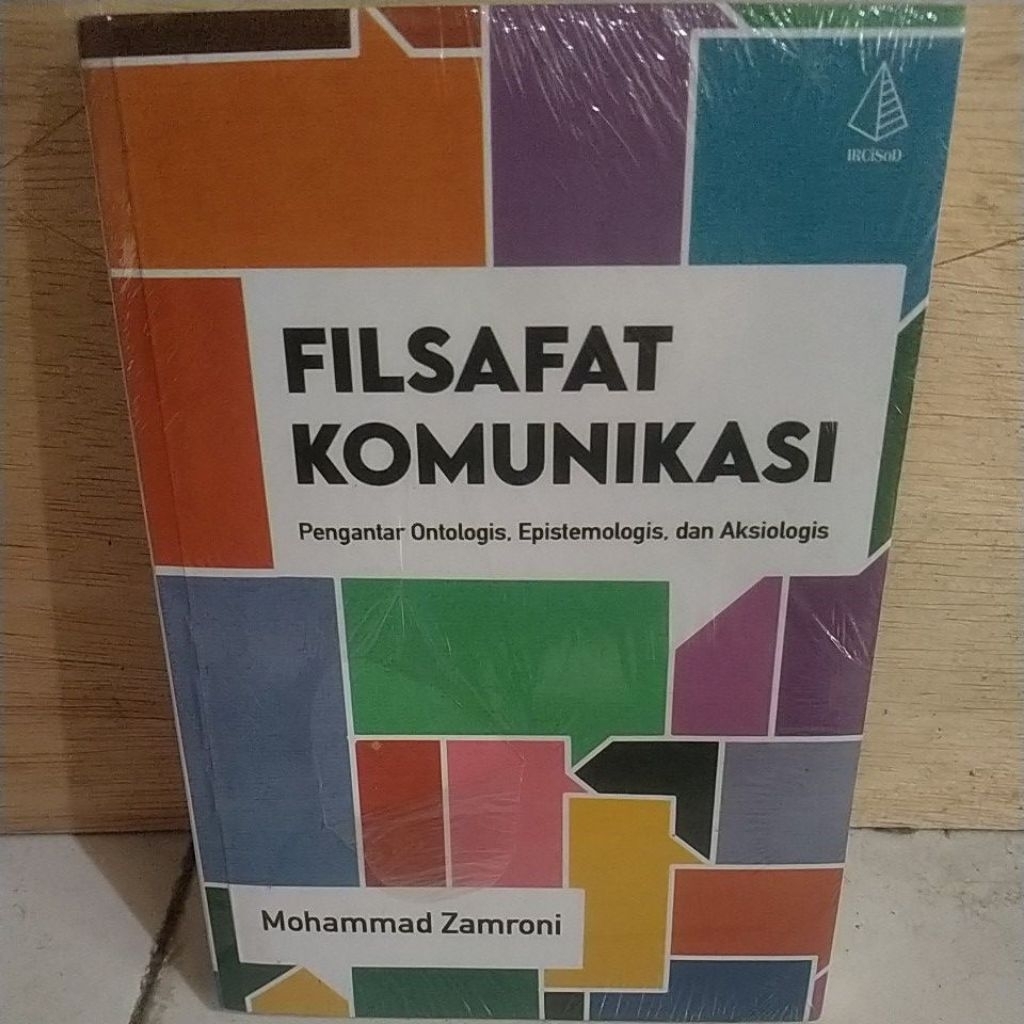 IRCiSoD
FILSAFAT
KOMUNIKASI
Pengantar Ontologis, Epistemologis, dan Aksiologis
Mohammad Zamroni